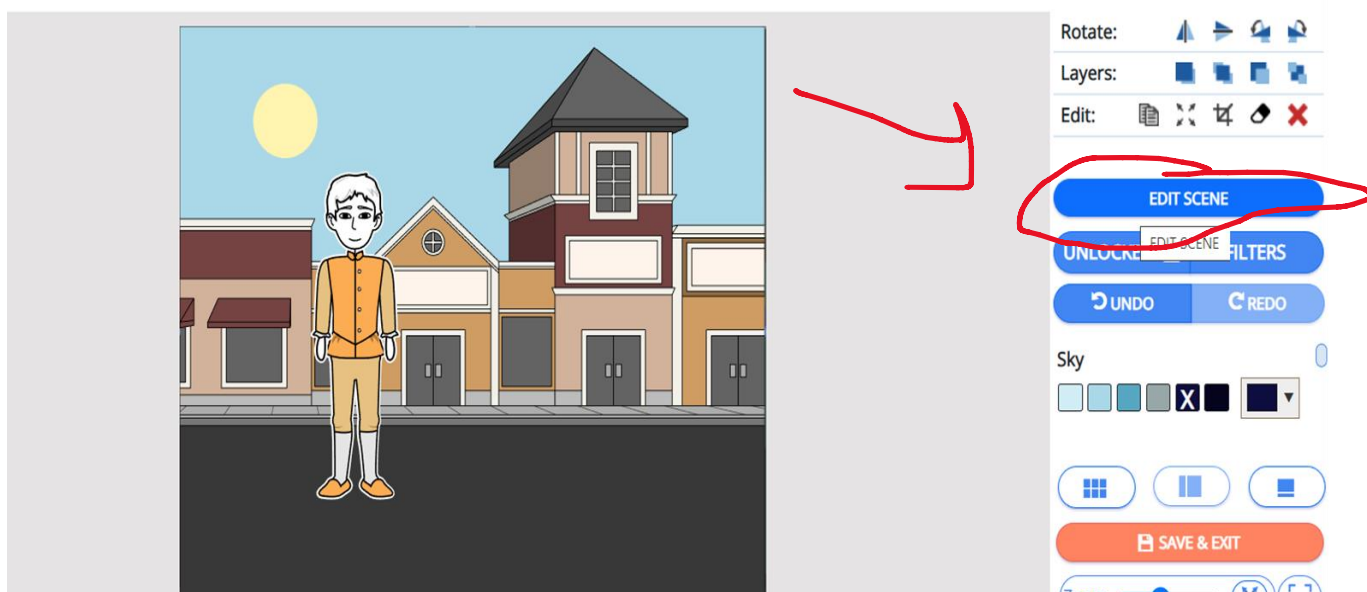 Rotate:
Layers:
Edit:
EDIT SCENE
EDIT SCENE
FILTERS
UNDO
REDO
Sky
X
SAVE & EXIT